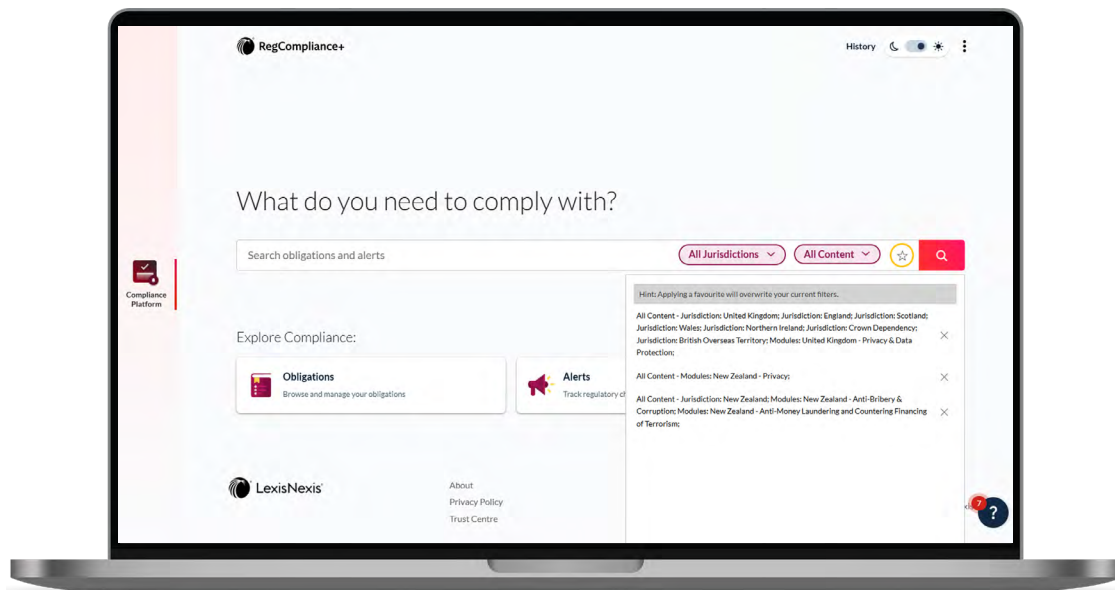 RegCompliance+
History
What do you need to comply with?
Search obligations and alerts
All Jurisdictions
All Content
Compliance
Platform
Hint: Applying a favourite will overwrite your current filters.
All Content - Jurisdiction: United Kingdom; Jurisdiction: England; Jurisdiction: Scotland;
Jurisdiction: Wales; Jurisdiction: Northern Ireland; Jurisdiction: Crown Dependency;
Jurisdiction: British Overseas Territory; Modules: United Kingdom - Privacy & Data
Protection;
All Content - Modules: New Zealand - Privacy;
All Content - Jurisdiction: New Zealand; Modules: New Zealand - Anti-Bribery &
Corruption; Modules: New Zealand - Anti-Money Laundering and Countering Financing
of Terrorism;
Explore Compliance:
Obligations
Browse and manage your obligations
Alerts
Track regulatory
LexisNexis
About
Privacy Policy
Trust Centre
7
?